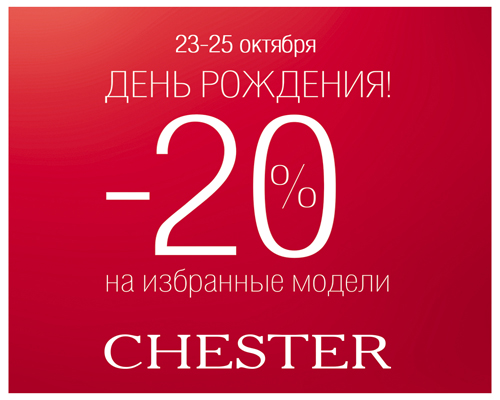 23-25 октября
ДЕНЬ РОЖДЕНИЯ!
-20%
на избранные модели
CHESTER